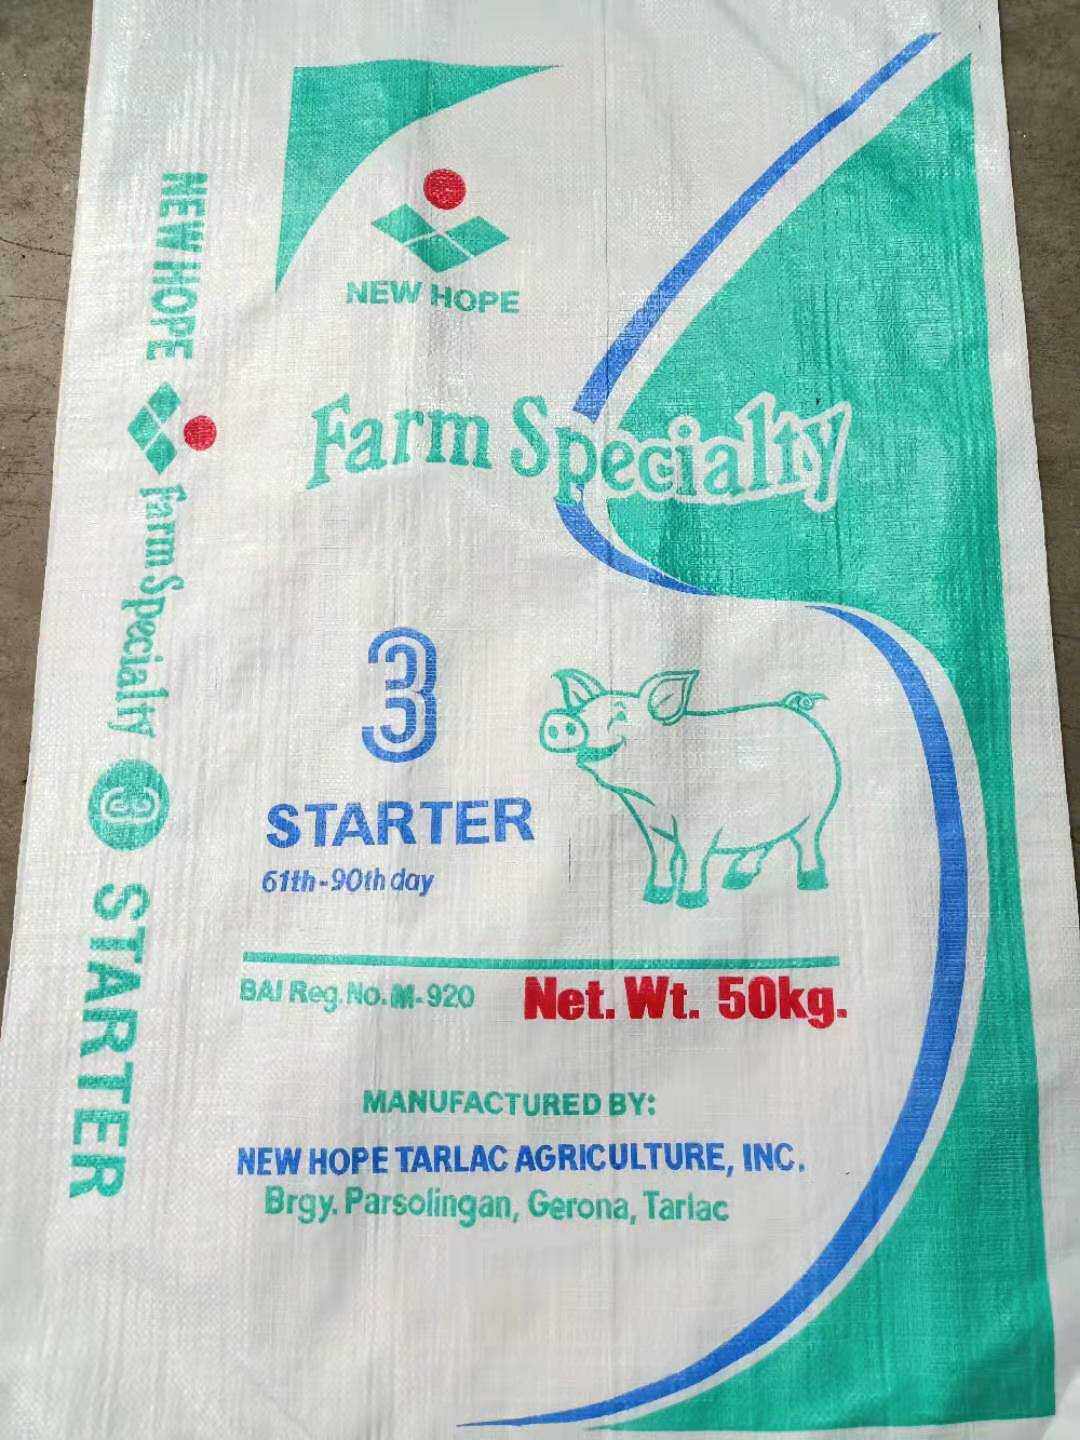 NEW HOPE
Farm Specialty
3
STARTER
61th-90th day
BAI Reg. No. M-920
Net. Wt. 50kg.
MANUFACTURED BY:
NEW HOPE TARLAC AGRICULTURE, INC.
Brgy. Parsolingan, Gerona, Tarlac
NEW HOPE Farm Specialty 3 STARTER